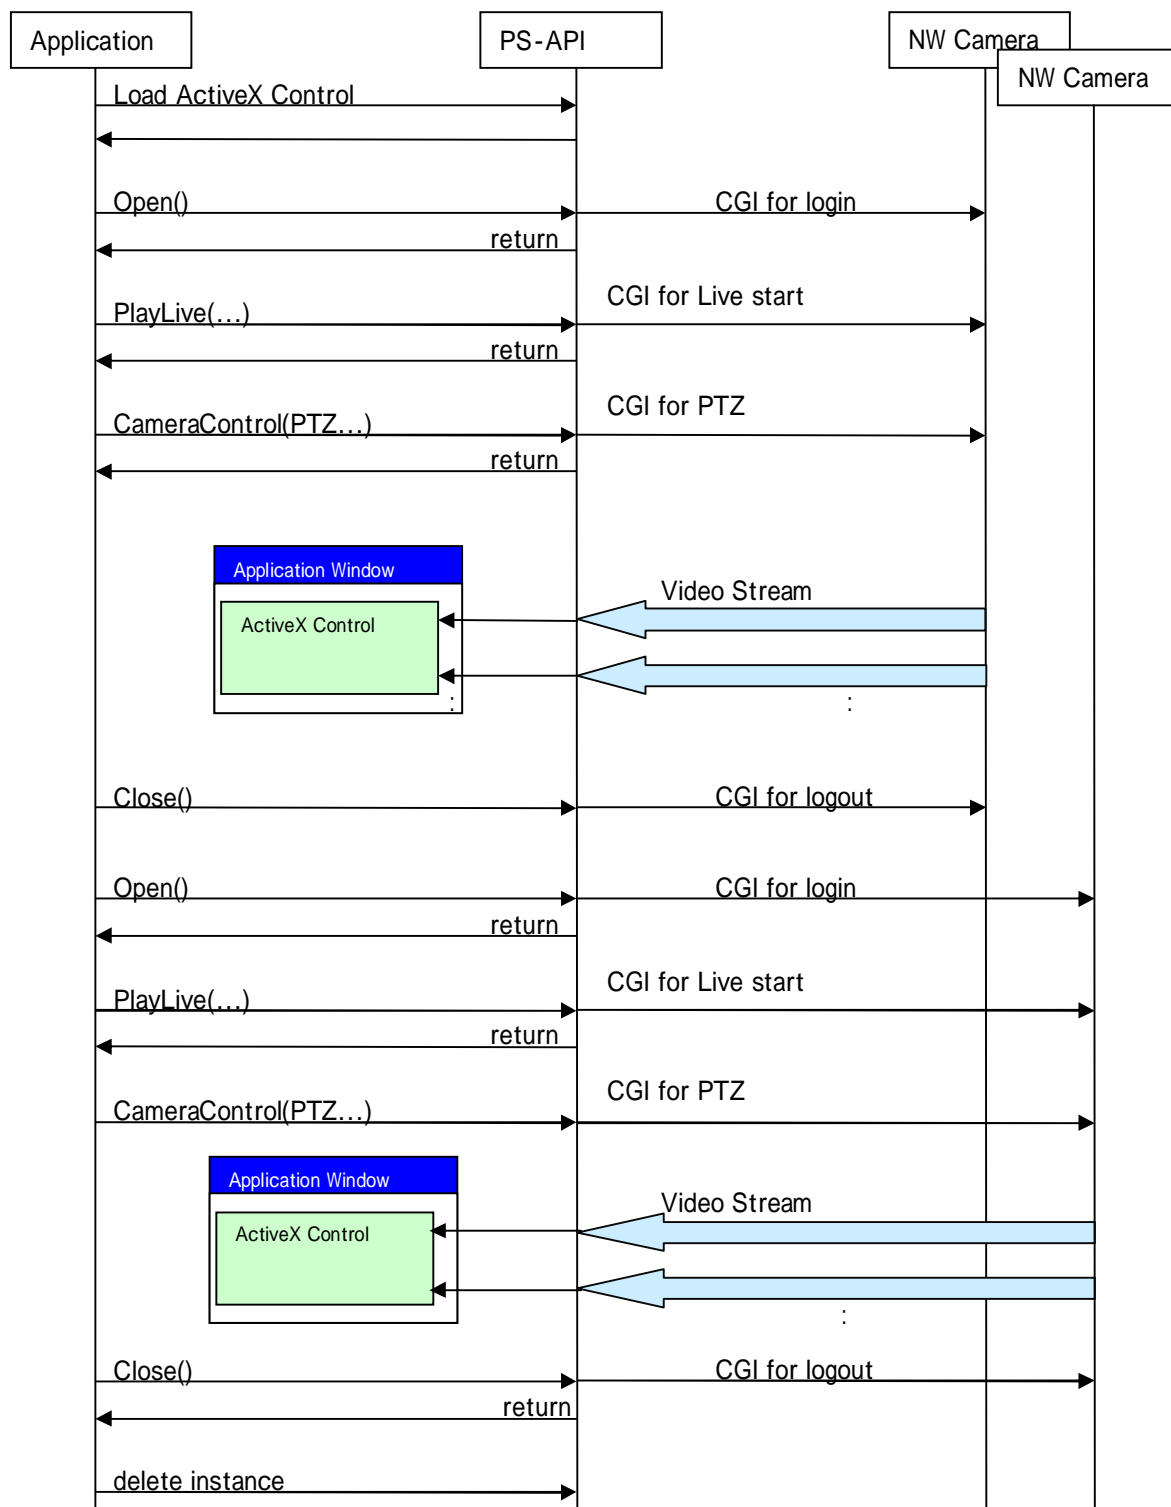 Application
PS-API
NW Camera
NW Camera
Load ActiveX Control
Open()
CGI for login
return
CGI for Live start
PlayLive(...)
return
CGI for PTZ
CameraControl(PTZ...)
return
Application Window
Video Stream
ActiveX Control
:
:
Close()
CGI for logout
Open()
CGI for login
return
CGI for Live start
PlayLive(...)
return
CGI for PTZ
CameraControl(PTZ...)
Application Window
Video Stream
ActiveX Control
:
Close()
CGI for logout
return
delete instance